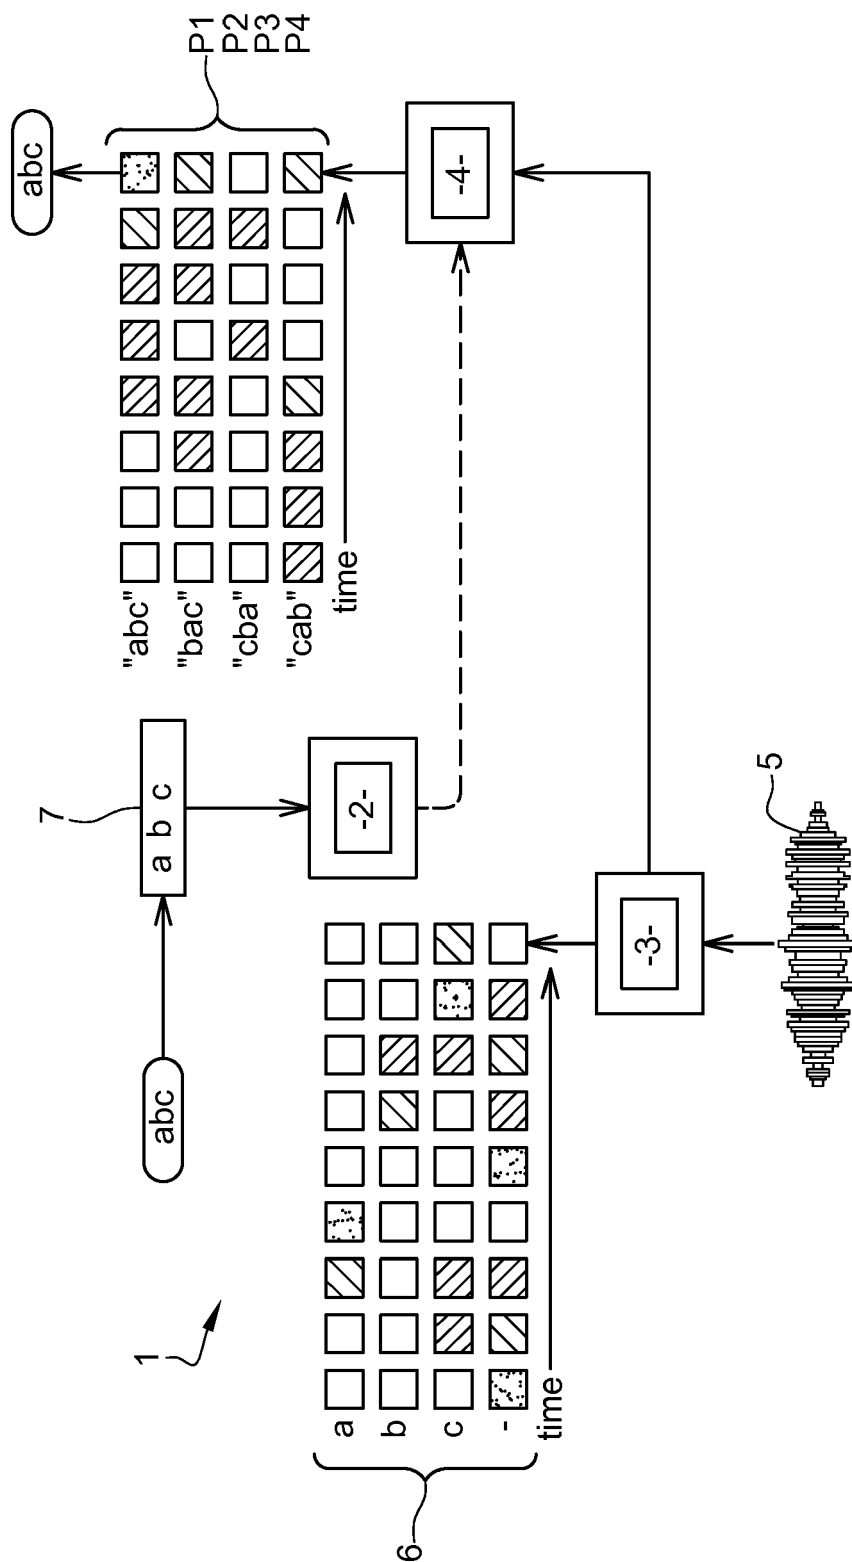 1
abc
a b c
7
-2-
"abc"
"bac"
"cba"
"cab"
time
abc
P1
P2
P3
P4
-4-
6
a
b
c
-
time
-3-
5